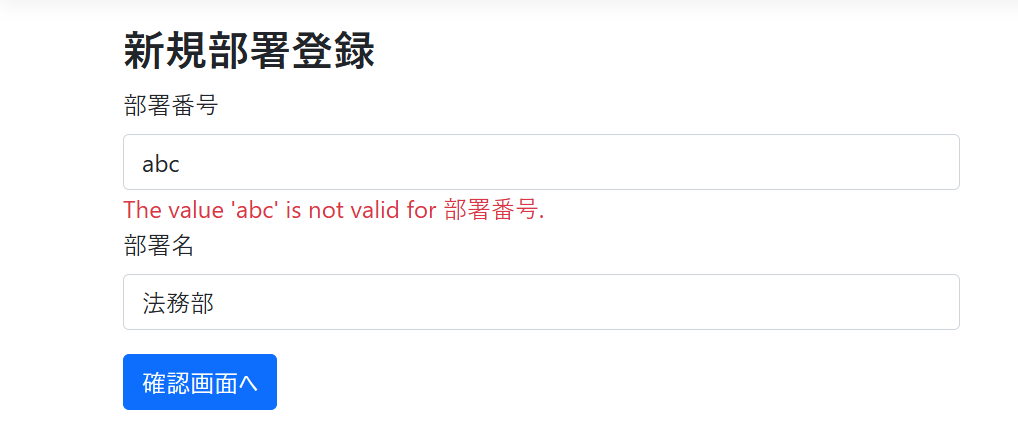 新規部署登録
部署番号
abc
The value 'abc' is not valid for 部署番号.
部署名
法務部
確認画面へ